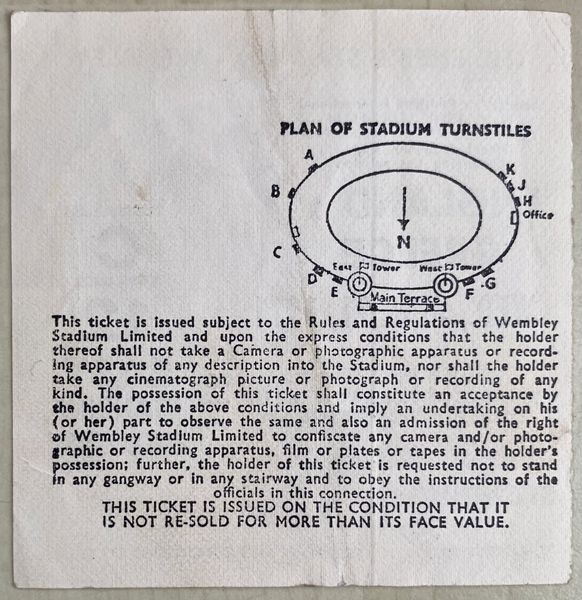 PLAN OF STADIUM TURNSTILES
A
K
B
J
H
Office
N
C
East Tower
West Tower
D
G
E
F
Main Terrace
This ticket is issued subject to the Rules and Regulations of Wembley
Stadium Limited and upon the express conditions that the holder
thereof shall not take a Camera or photographic apparatus or record-
ing apparatus of any description into the Stadium, nor shall the holder
take any cinematograph picture or photograph or recording of any
kind. The possession of this ticket shall constitute an acceptance by
the holder of the above conditions and imply an undertaking on his
(or her) part to observe the same and also an admission of the right
of Wembley Stadium Limited to confiscate any camera and/or photo-
graphic or recording apparatus, film or plates or tapes in the holder's
possession; further, the holder of this ticket is requested not to stand
in any gangway or in any stairway and to obey the instructions of the
officials in this connection.
THIS TICKET IS ISSUED ON THE CONDITION THAT IT
IS NOT RE-SOLD FOR MORE THAN ITS FACE VALUE.